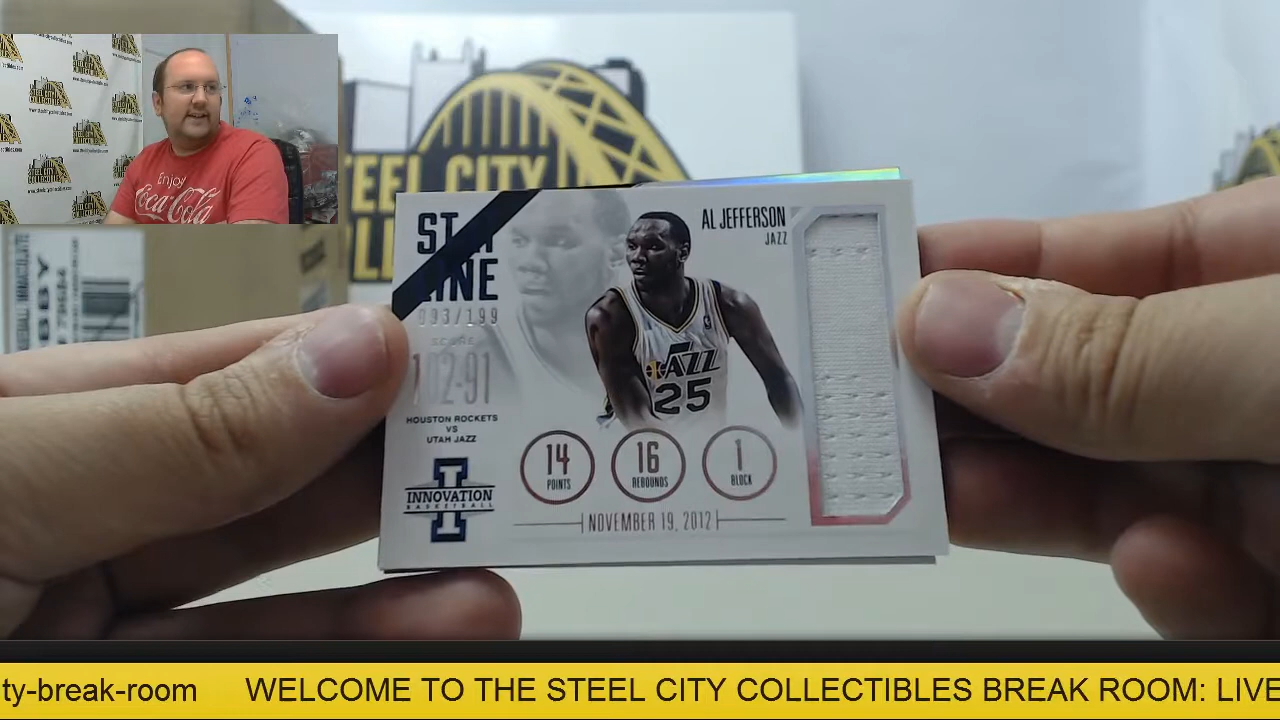 STEEL CITY
Enjoy
Coca-Cola
STAT
LINE
093/199
SCORE
102-91
HOUSTON ROCKETS
VS
UTAH JAZZ
INNOVATION
BASKETBALL
AL JEFFERSON
JAZZ
JAZZ
25
14
POINTS
16
REBOUNDS
1
BLOCK
NOVEMBER 19, 2012
ty-break-room WELCOME TO THE STEEL CITY COLLECTIBLES BREAK ROOM: LIVE